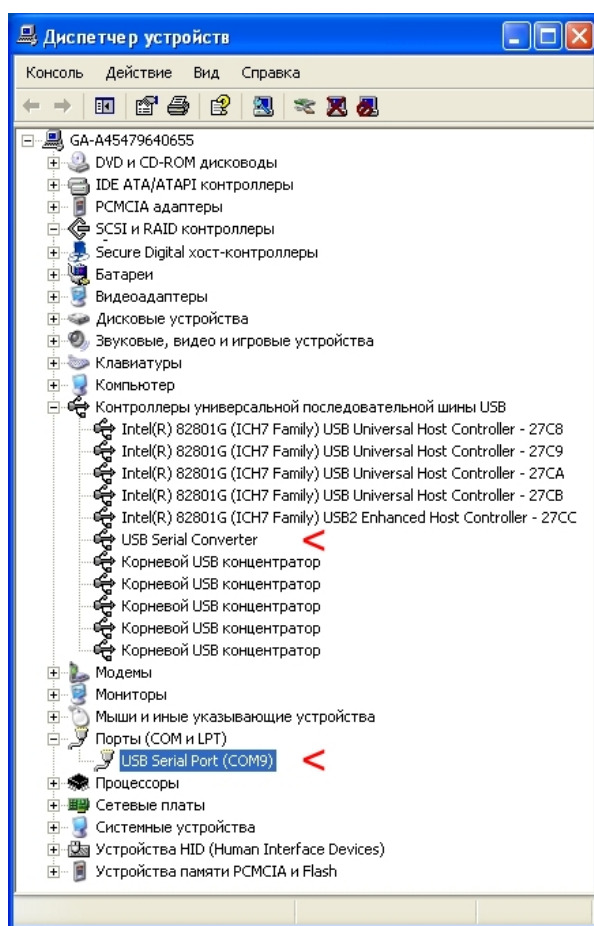 Диспетчер устройств
Консоль Действие Вид Справка
GA-A45479640655
DVD и CD-ROM дисководы
IDE ATA/ATAPI контроллеры
PCMCIA адаптеры
SCSI и RAID контроллеры
Secure Digital хост-контроллеры
Батареи
Видеоадаптеры
Дисковые устройства
Звуковые, видео и игровые устройства
Клавиатуры
Компьютер
Контроллеры универсальной последовательной шины USB
Intel(R) 82801G (ICH7 Family) USB Universal Host Controller - 27C8
Intel(R) 82801G (ICH7 Family) USB Universal Host Controller - 27C9
Intel(R) 82801G (ICH7 Family) USB Universal Host Controller - 27CA
Intel(R) 82801G (ICH7 Family) USB Universal Host Controller - 27CB
Intel(R) 82801G (ICH7 Family) USB2 Enhanced Host Controller - 27CC
USB Serial Converter <
Корневой USB концентратор
Корневой USB концентратор
Корневой USB концентратор
Корневой USB концентратор
Корневой USB концентратор
Модемы
Мониторы
Мыши и иные указывающие устройства
Порты (COM и LPT)
USB Serial Port (COM9) <
Процессоры
Сетевые платы
Системные устройства
Устройства HID (Human Interface Devices)
Устройства памяти PCMCIA и Flash